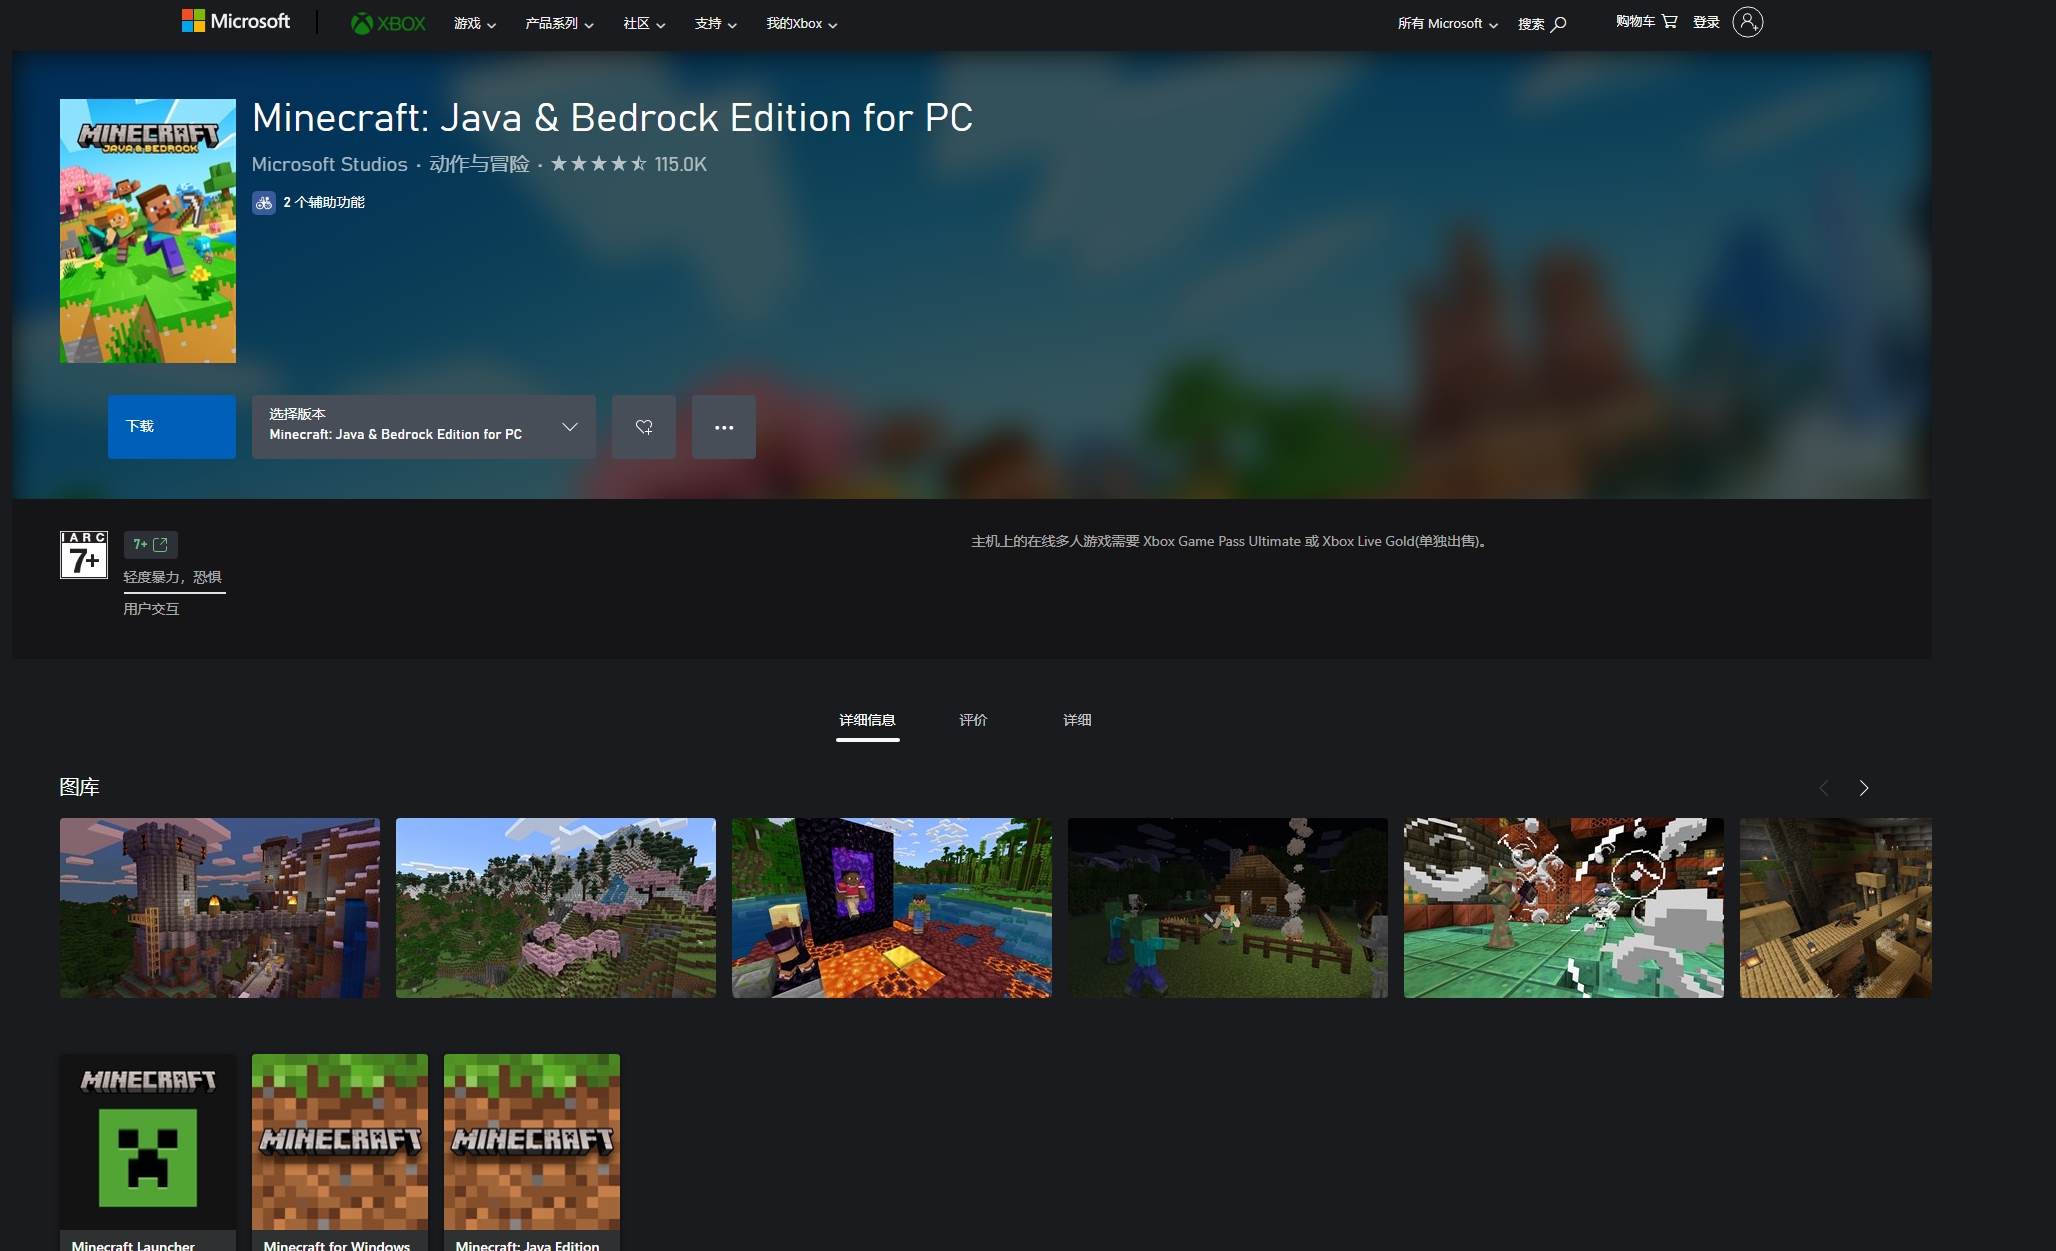 Microsoft
XBOX
游戏
产品系列
社区
支持
我的Xbox
所有 Microsoft
搜索
购物车
登录
MINECRAFT
JAVA & BEDROCK
Minecraft: Java & Bedrock Edition for PC
Microsoft Studios · 动作与冒险 · ★★★★⯪ 115.0K
2 个辅助功能
下载
选择版本
Minecraft: Java & Bedrock Edition for PC
IARC
7+
7+
轻度暴力，恐惧
用户交互
主机上的在线多人游戏需要 Xbox Game Pass Ultimate 或 Xbox Live Gold(单独出售)。
详细信息
评价
详细
图库
MINECRAFT
MINECRAFT
MINECRAFT
Minecraft Launcher
Minecraft for Windows
Minecraft: Java Edition